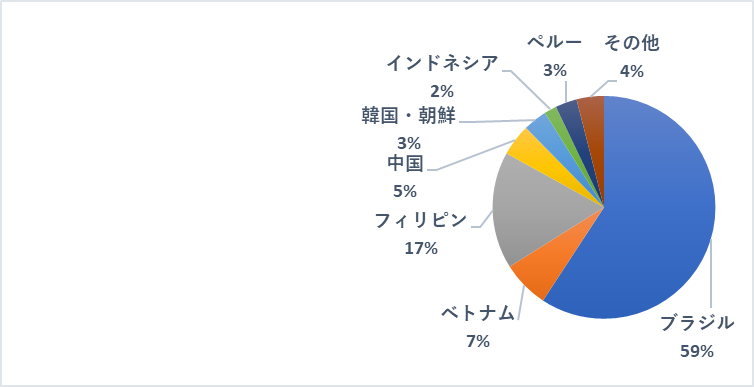 ペルー
3%
その他
4%
インドネシア
2%
韓国・朝鮮
3%
中国
5%
フィリピン
17%
ベトナム
7%
ブラジル
59%